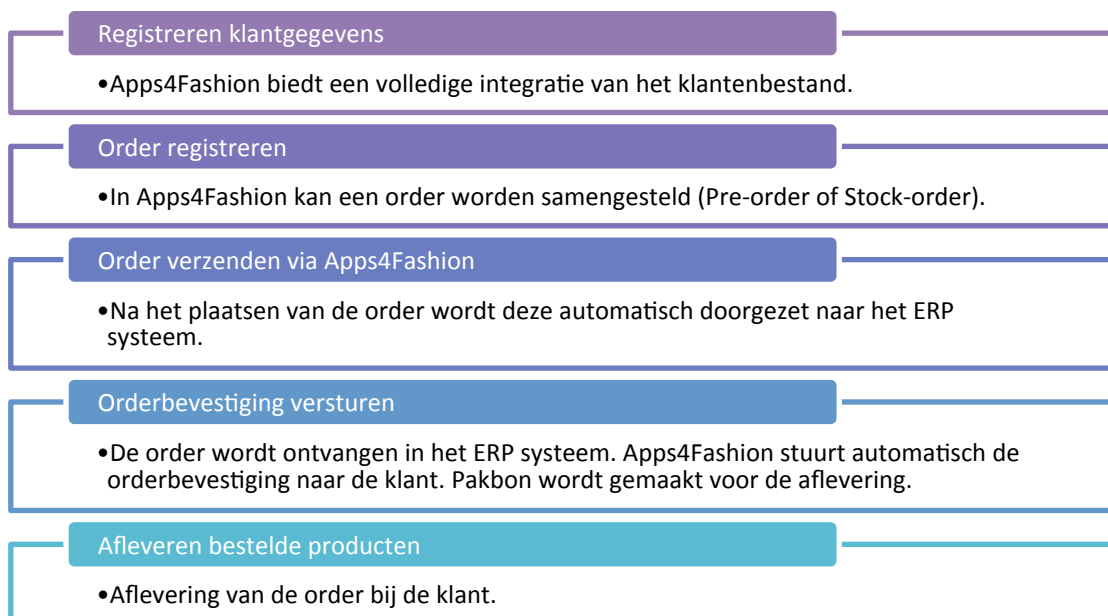 Registreren klantgegevens
•Apps4Fashion biedt een volledige integratie van het klantenbestand.
Order registreren
•In Apps4Fashion kan een order worden samengesteld (Pre-order of Stock-order).
Order verzenden via Apps4Fashion
•Na het plaatsen van de order wordt deze automatisch doorgezet naar het ERP
systeem.
Orderbevestiging versturen
•De order wordt ontvangen in het ERP systeem. Apps4Fashion stuurt automatisch de
orderbevestiging naar de klant. Pakbon wordt gemaakt voor de aflevering.
Afleveren bestelde producten
•Aflevering van de order bij de klant.